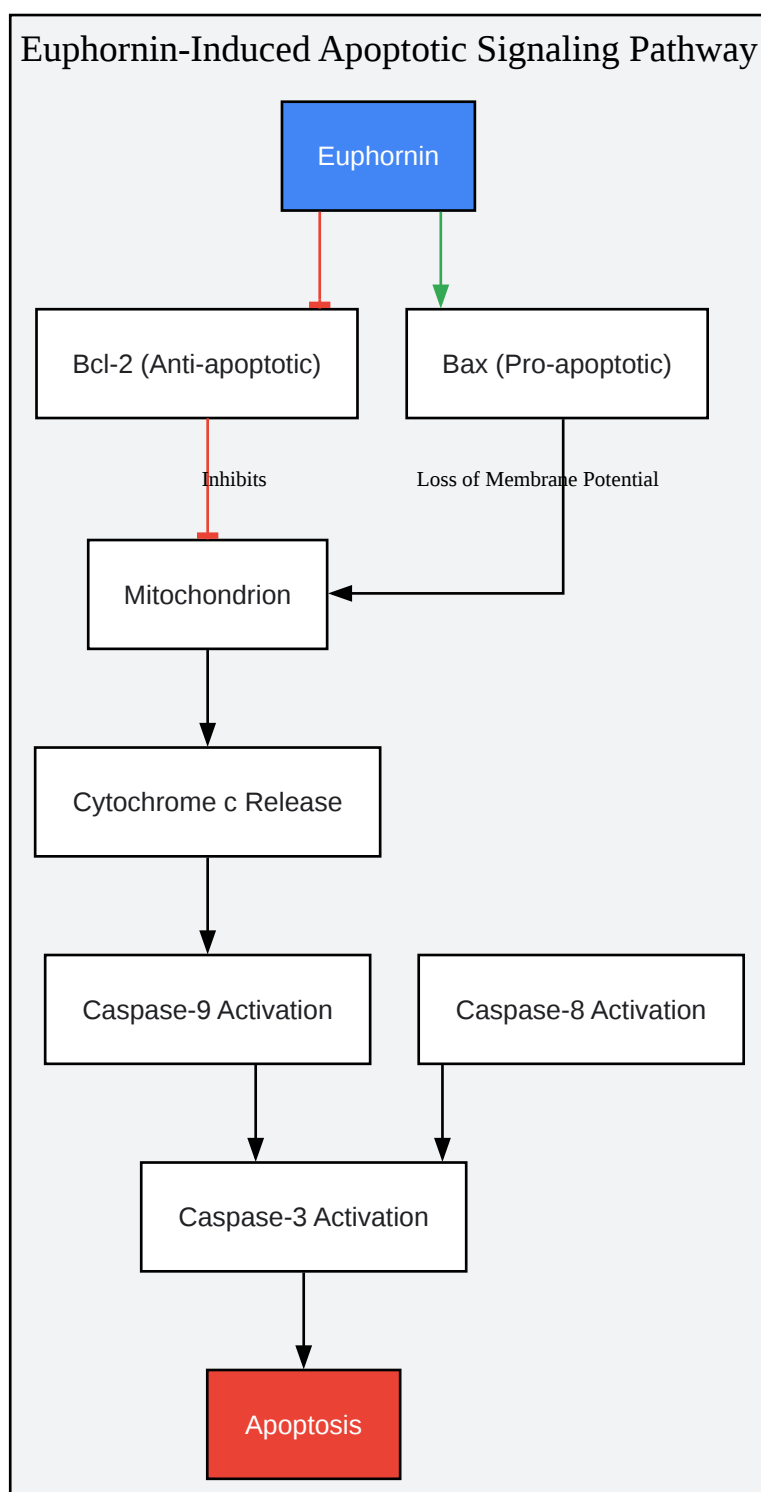 Euphornin-Induced Apoptotic Signaling Pathway
Euphornin
Bcl-2 (Anti-apoptotic)
Bax (Pro-apoptotic)
Inhibits
Loss of Membrane Potential
Mitochondrion
Cytochrome c Release
Caspase-9 Activation
Caspase-8 Activation
Caspase-3 Activation
Apoptosis